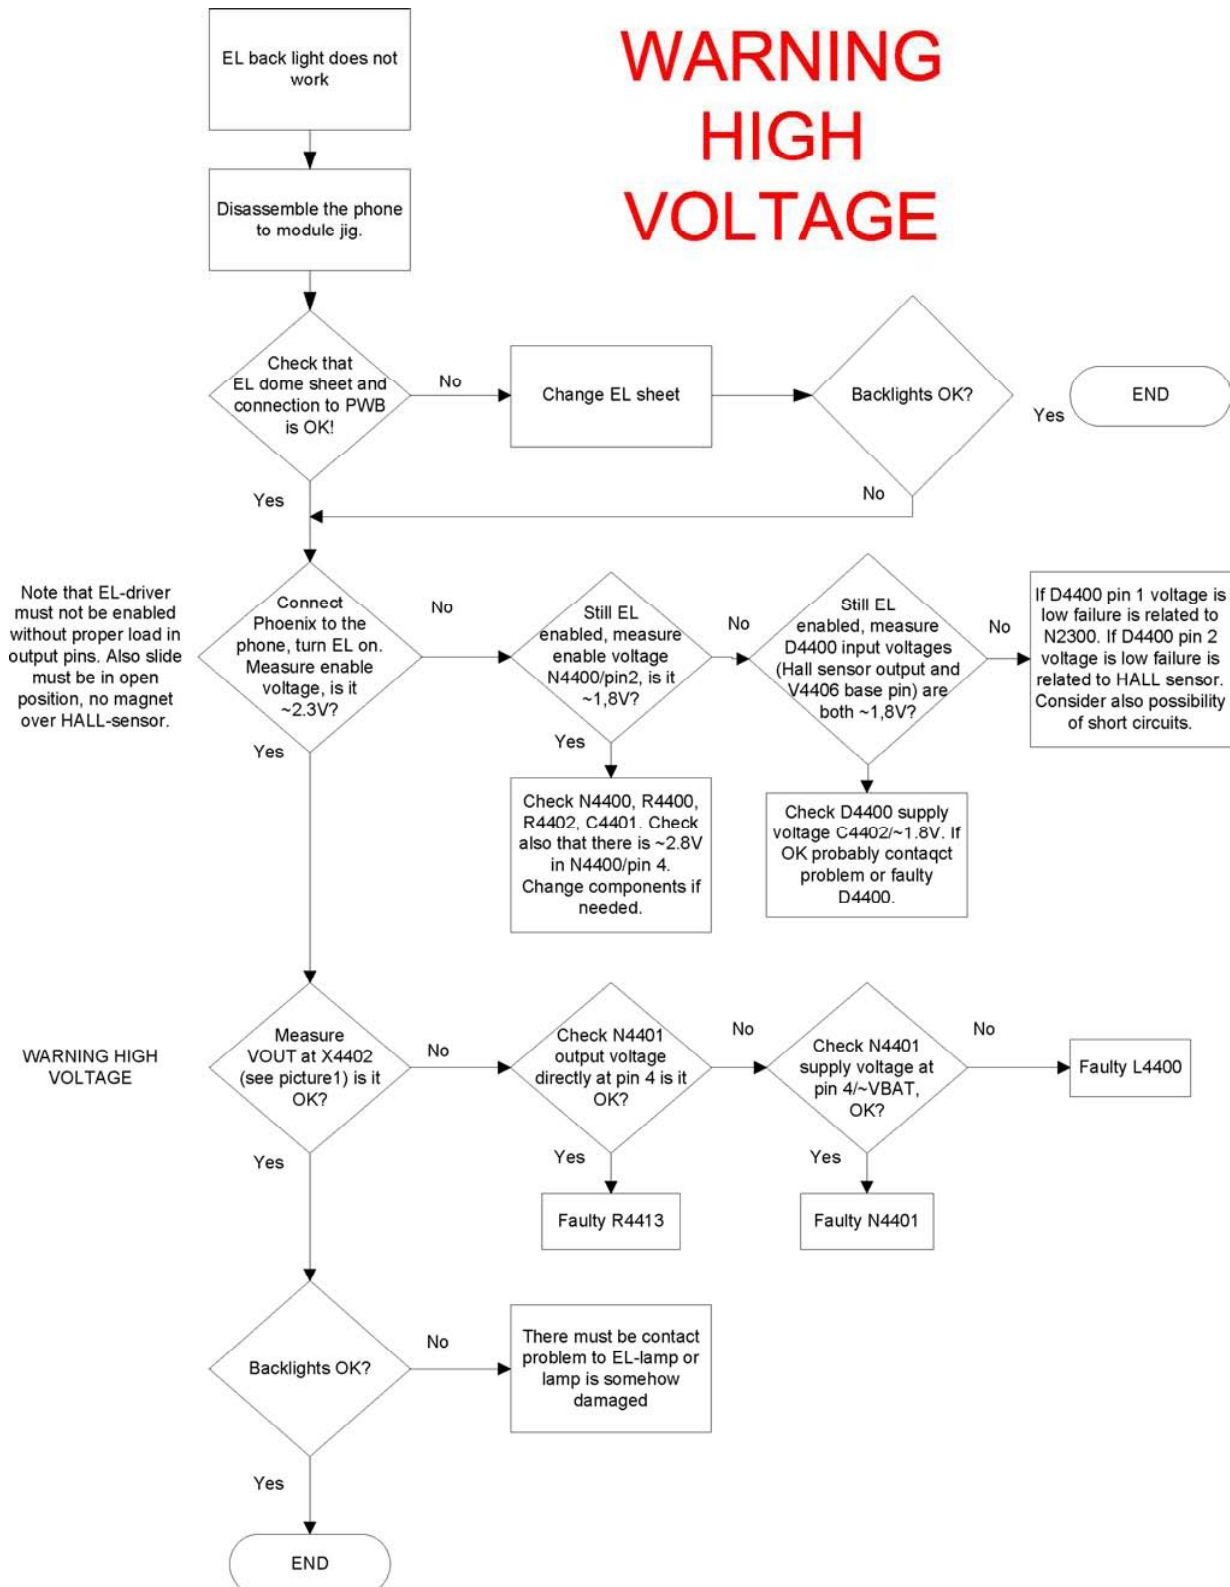 EL back light does not
work
WARNING
HIGH
VOLTAGE
Disassemble the phone
to module jig.
Check that
EL dome sheet and
connection to PWB
is OK!
No
Change EL sheet
Backlights OK?
Yes
END
Yes
No
Note that EL-driver
must not be enabled
without proper load in
output pins. Also slide
must be in open
position, no magnet
over HALL-sensor.
Connect
Phoenix to the
phone, turn EL on.
Measure enable
voltage, is it
~2.3V?
No
Still EL
enabled, measure
enable voltage
N4400/pin2, is it
~1,8V?
No
Still EL
enabled, measure
D4400 input voltages
(Hall sensor output and
V4406 base pin) are
both ~1,8V?
No
If D4400 pin 1 voltage is
low failure is related to
N2300. If D4400 pin 2
voltage is low failure is
related to HALL sensor.
Consider also possibility
of short circuits.
Yes
Yes
Check N4400, R4400,
R4402, C4401. Check
also that there is ~2.8V
in N4400/pin 4.
Change components if
needed.
Check D4400 supply
voltage C4402/~1.8V. If
OK probably contaqct
problem or faulty
D4400.
WARNING HIGH
VOLTAGE
Measure
VOUT at X4402
(see picture1) is it
OK?
No
Check N4401
output voltage
directly at pin 4 is it
OK?
No
Check N4401
supply voltage at
pin 4/~VBAT,
OK?
No
Faulty L4400
Yes
Yes
Yes
Faulty R4413
Faulty N4401
Backlights OK?
No
There must be contact
problem to EL-lamp or
lamp is somehow
damaged
Yes
END